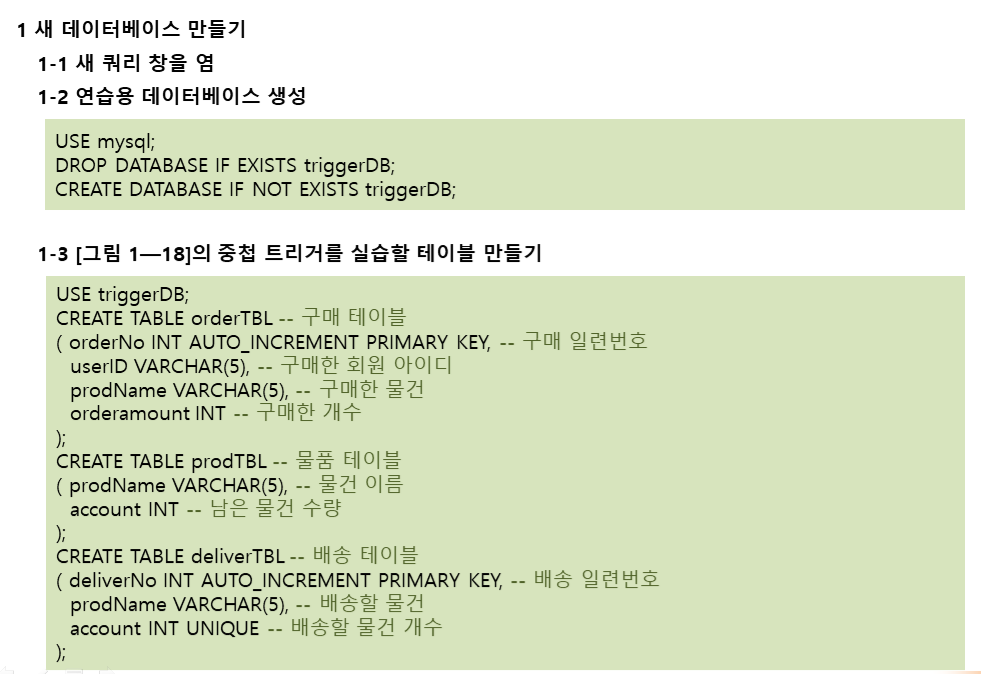 1 새 데이터베이스 만들기
1-1 새 쿼리 창을 염
1-2 연습용 데이터베이스 생성
USE mysql;
DROP DATABASE IF EXISTS triggerDB;
CREATE DATABASE IF NOT EXISTS triggerDB;
1-3 [그림 1—18]의 중첩 트리거를 실습할 테이블 만들기
USE triggerDB;
CREATE TABLE orderTBL -- 구매 테이블
( orderNo INT AUTO_INCREMENT PRIMARY KEY, -- 구매 일련번호
userID VARCHAR(5), -- 구매한 회원 아이디
prodName VARCHAR(5), -- 구매한 물건
orderamount INT -- 구매한 개수
);
CREATE TABLE prodTBL -- 물품 테이블
( prodName VARCHAR(5), -- 물건 이름
account INT -- 남은 물건 수량
);
CREATE TABLE deliverTBL -- 배송 테이블
( deliverNo INT AUTO_INCREMENT PRIMARY KEY, -- 배송 일련번호
prodName VARCHAR(5), -- 배송할 물건
account INT UNIQUE -- 배송할 물건 개수
);